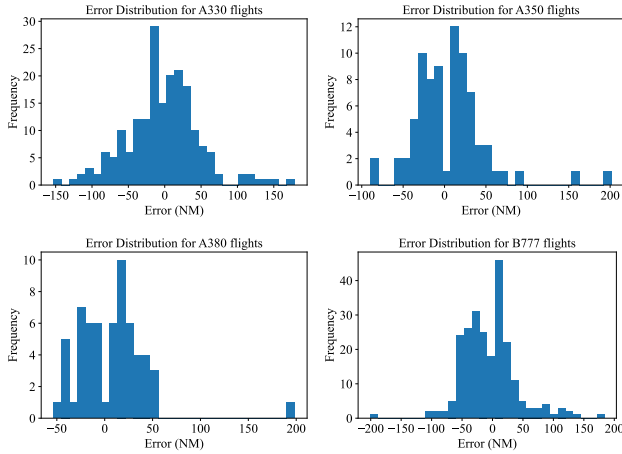 Error Distribution for A330 flights
30
25
20
15
10
5
0
Frequency
−150 −100 −50 0 50 100 150
Error (NM)
Error Distribution for A350 flights
12
10
8
6
4
2
0
Frequency
−100 −50 0 50 100 150 200
Error (NM)
Error Distribution for A380 flights
10
8
6
4
2
0
Frequency
−50 0 50 100 150 200
Error (NM)
Error Distribution for B777 flights
40
30
20
10
0
Frequency
−200 −150 −100 −50 0 50 100 150 200
Error (NM)